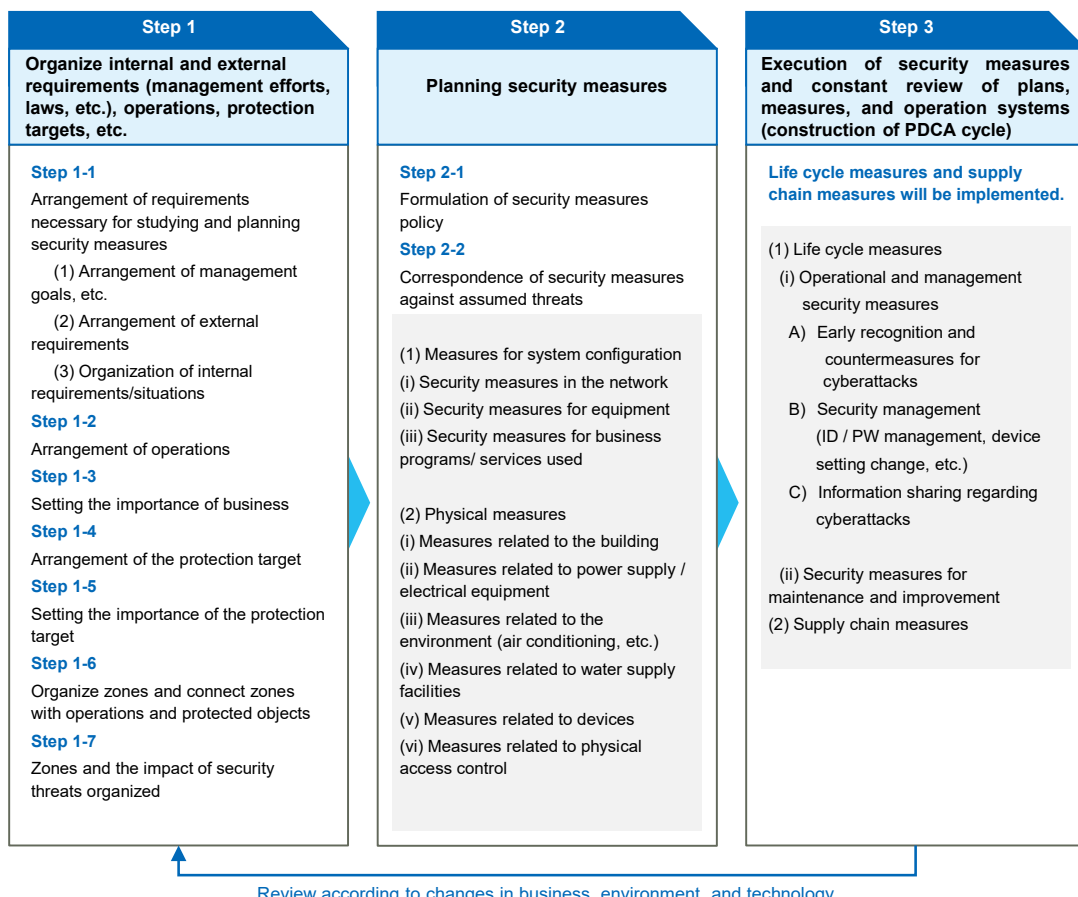 Step 1
Organize internal and external
requirements (management efforts,
laws, etc.), operations, protection
targets, etc.
Step 1-1
Arrangement of requirements
necessary for studying and planning
security measures
(1) Arrangement of management
goals, etc.
(2) Arrangement of external
requirements
(3) Organization of internal
requirements/situations
Step 1-2
Arrangement of operations
Step 1-3
Setting the importance of business
Step 1-4
Arrangement of the protection target
Step 1-5
Setting the importance of the protection
target
Step 1-6
Organize zones and connect zones
with operations and protected objects
Step 1-7
Zones and the impact of security
threats organized
Step 2
Planning security measures
Step 2-1
Formulation of security measures
policy
Step 2-2
Correspondence of security measures
against assumed threats
(1) Measures for system configuration
(i) Security measures in the network
(ii) Security measures for equipment
(iii) Security measures for business
programs/ services used
(2) Physical measures
(i) Measures related to the building
(ii) Measures related to power supply /
electrical equipment
(iii) Measures related to the
environment (air conditioning, etc.)
(iv) Measures related to water supply
facilities
(v) Measures related to devices
(vi) Measures related to physical
access control
Step 3
Execution of security measures
and constant review of plans,
measures, and operation systems
(construction of PDCA cycle)
Life cycle measures and supply
chain measures will be implemented.
(1) Life cycle measures
(i) Operational and management
security measures
A) Early recognition and
countermeasures for
cyberattacks
B) Security management
(ID / PW management, device
setting change, etc.)
C) Information sharing regarding
cyberattacks
(ii) Security measures for
maintenance and improvement
(2) Supply chain measures
Review according to changes in business, environment, and technology